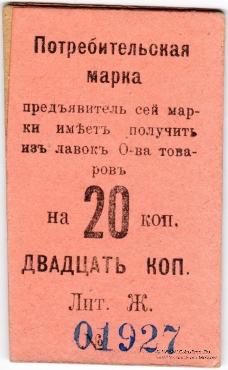 Потребительская
марка
предъявитель сей мар-
ки имѣетъ получить
изъ лавокъ О-ва това-
ровъ
на 20 коп.
ДВАДЦАТЬ КОП.
Лит. Ж.
№ 01927